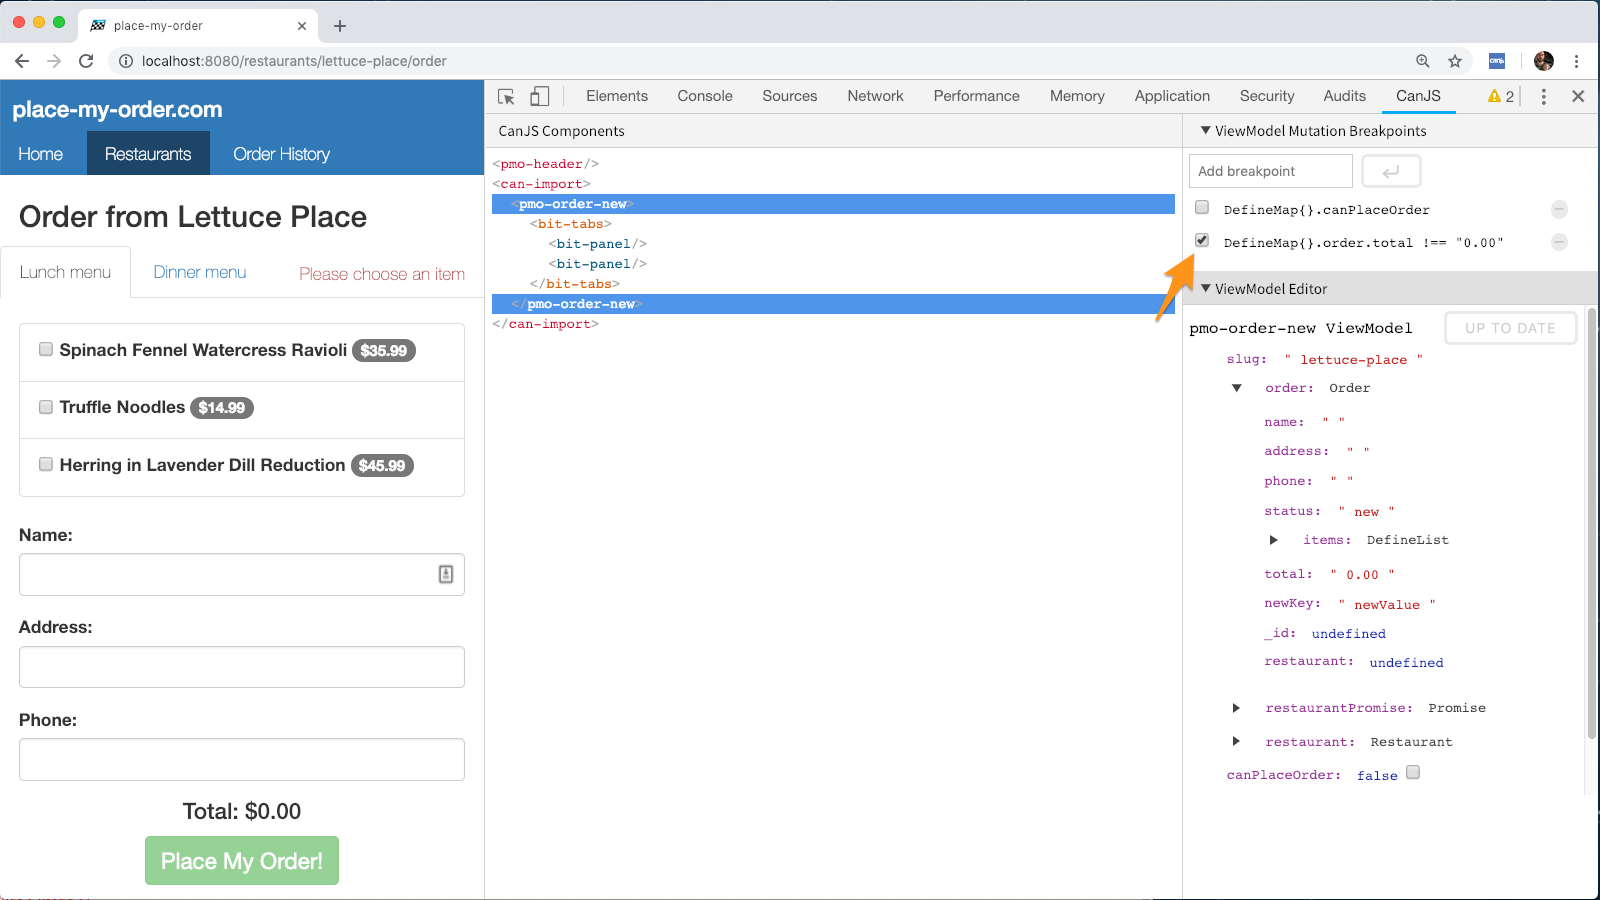 place-my-order
localhost:8080/restaurants/lettuce-place/order
canjs
place-my-order.com
Home Restaurants Order History
Order from Lettuce Place
Lunch menu Dinner menu Please choose an item
Spinach Fennel Watercress Ravioli $35.99
Truffle Noodles $14.99
Herring in Lavender Dill Reduction $45.99
Name:
Address:
Phone:
Total: $0.00
Place My Order!
Elements Console Sources Network Performance Memory Application Security Audits CanJS 2
CanJS Components
<pmo-header/>
<can-import>
<pmo-order-new>
<bit-tabs>
<bit-panel/>
<bit-panel/>
</bit-tabs>
</pmo-order-new>
</can-import>
ViewModel Mutation Breakpoints
Add breakpoint
DefineMap{}.canPlaceOrder
DefineMap{}.order.total !== "0.00"
ViewModel Editor
pmo-order-new ViewModel UP TO DATE
slug: " lettuce-place "
order: Order
name: " "
address: " "
phone: " "
status: " new "
items: DefineList
total: " 0.00 "
newKey: " newValue "
_id: undefined
restaurant: undefined
restaurantPromise: Promise
restaurant: Restaurant
canPlaceOrder: false